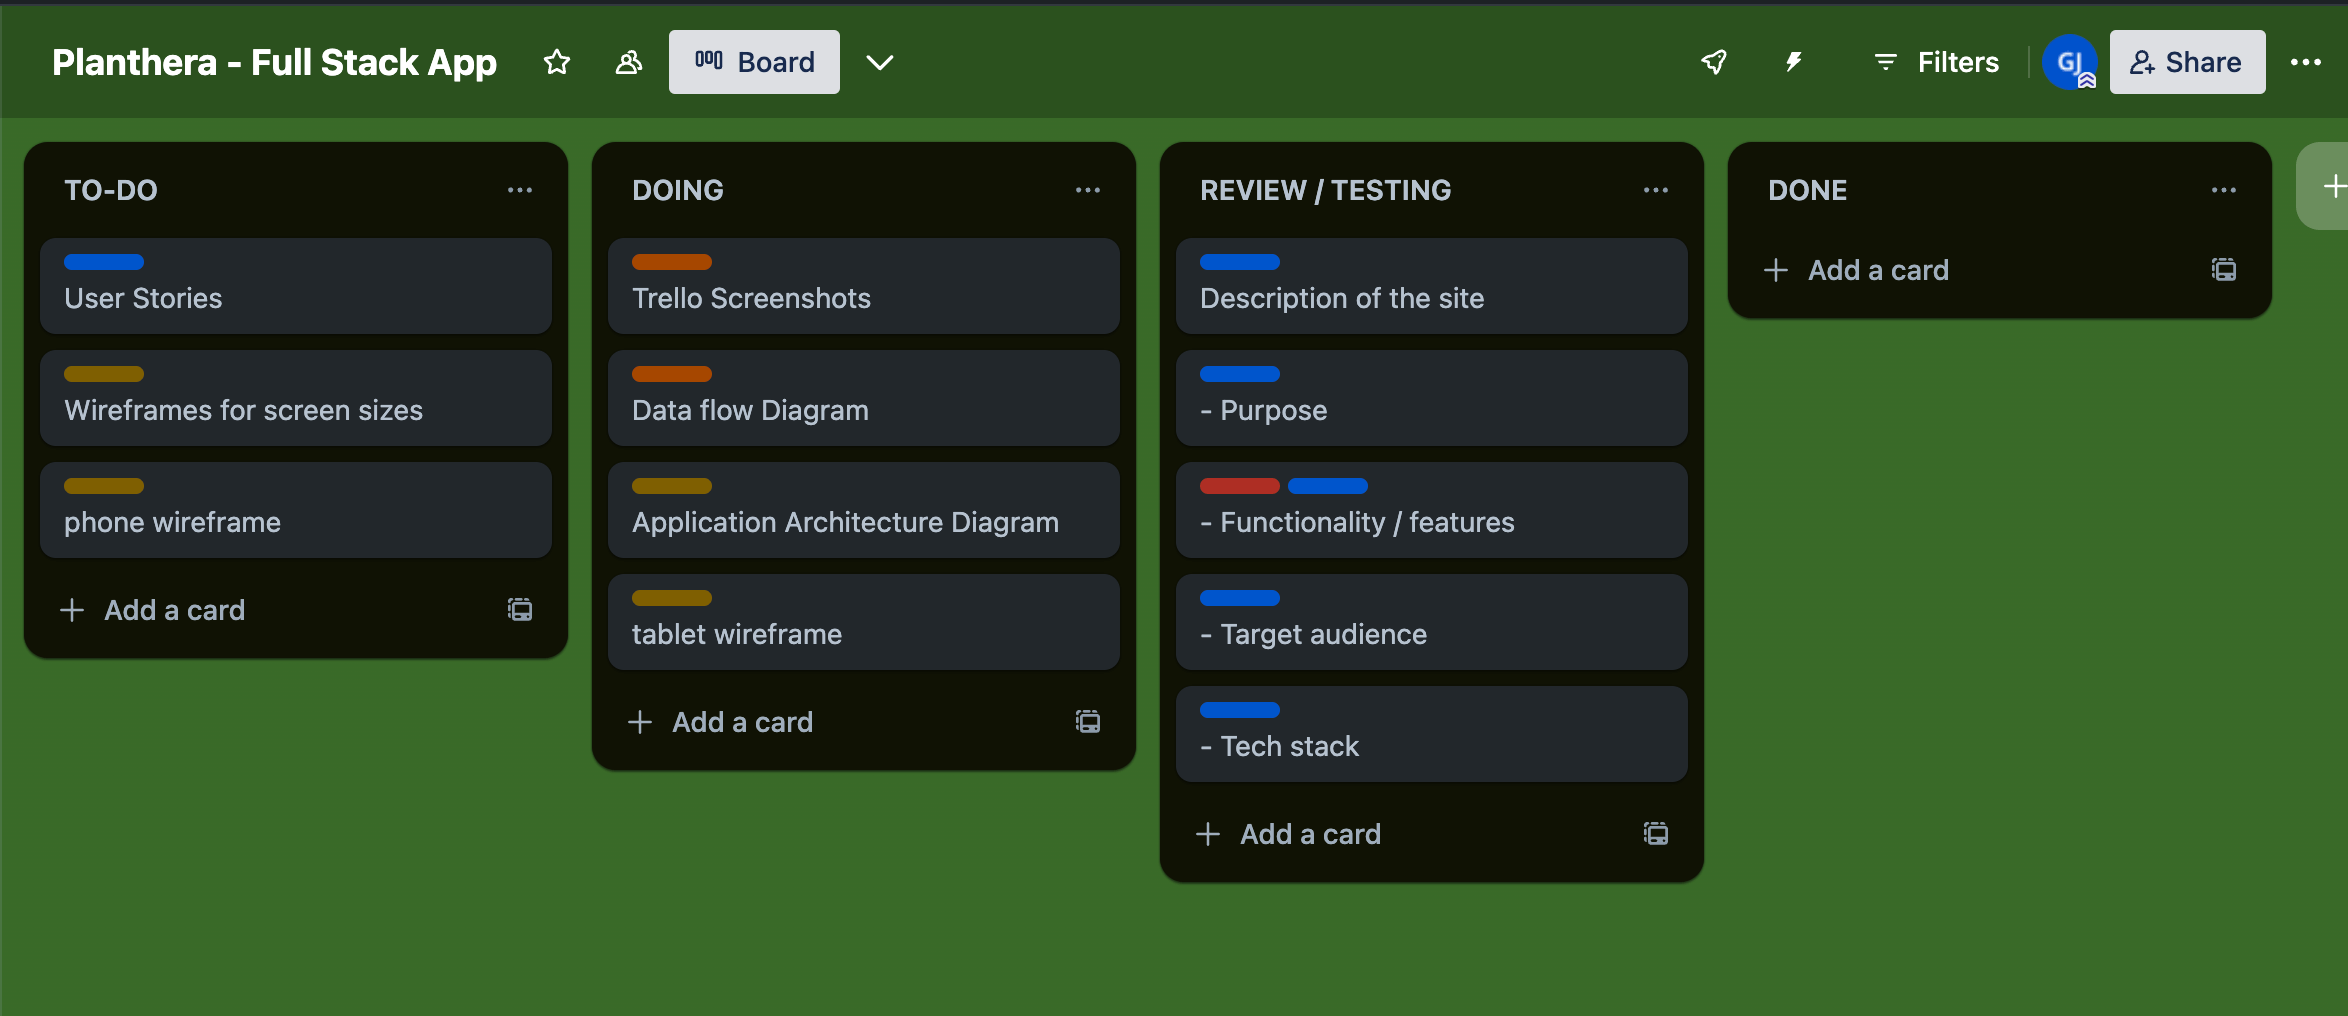 Planthera - Full Stack App
Board
Filters
GJ
Share
TO-DO
User Stories
Wireframes for screen sizes
phone wireframe
Add a card
DOING
Trello Screenshots
Data flow Diagram
Application Architecture Diagram
tablet wireframe
Add a card
REVIEW / TESTING
Description of the site
- Purpose
- Functionality / features
- Target audience
- Tech stack
Add a card
DONE
Add a card